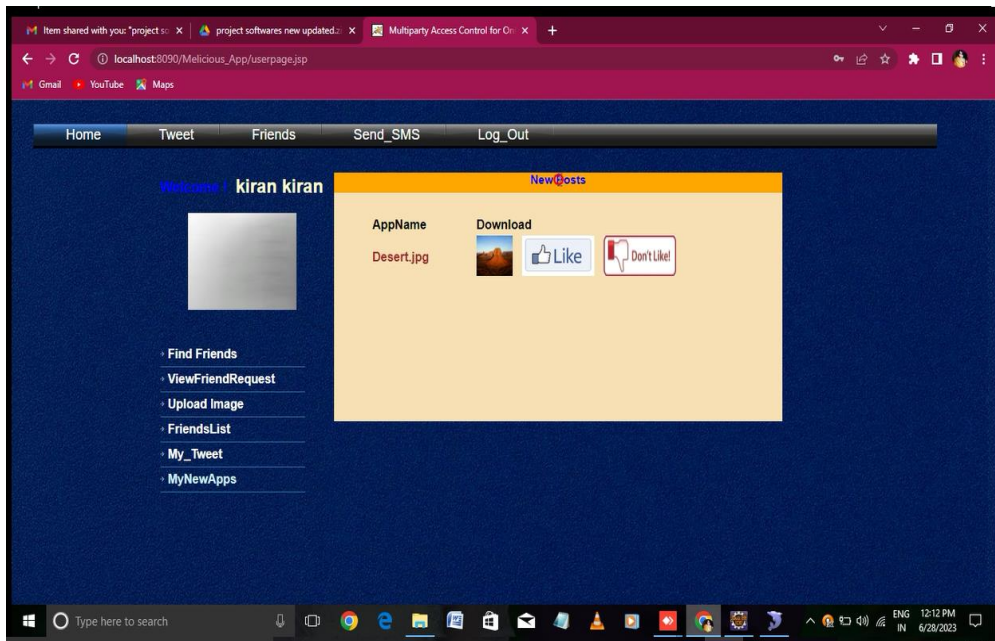 Item shared with you: "project so
project softwares new updated.zi
Multiparty Access Control for On
localhost:8090/Melicious_App/userpage.jsp
Gmail YouTube Maps
Home Tweet Friends Send_SMS Log_Out
Welcome ! kiran kiran
New Posts
AppName Download
Desert.jpg Like Don't Like!
Find Friends
ViewFriendRequest
Upload Image
FriendsList
My_Tweet
MyNewApps
Type here to search
ENG 12:12 PM
IN 6/28/2023